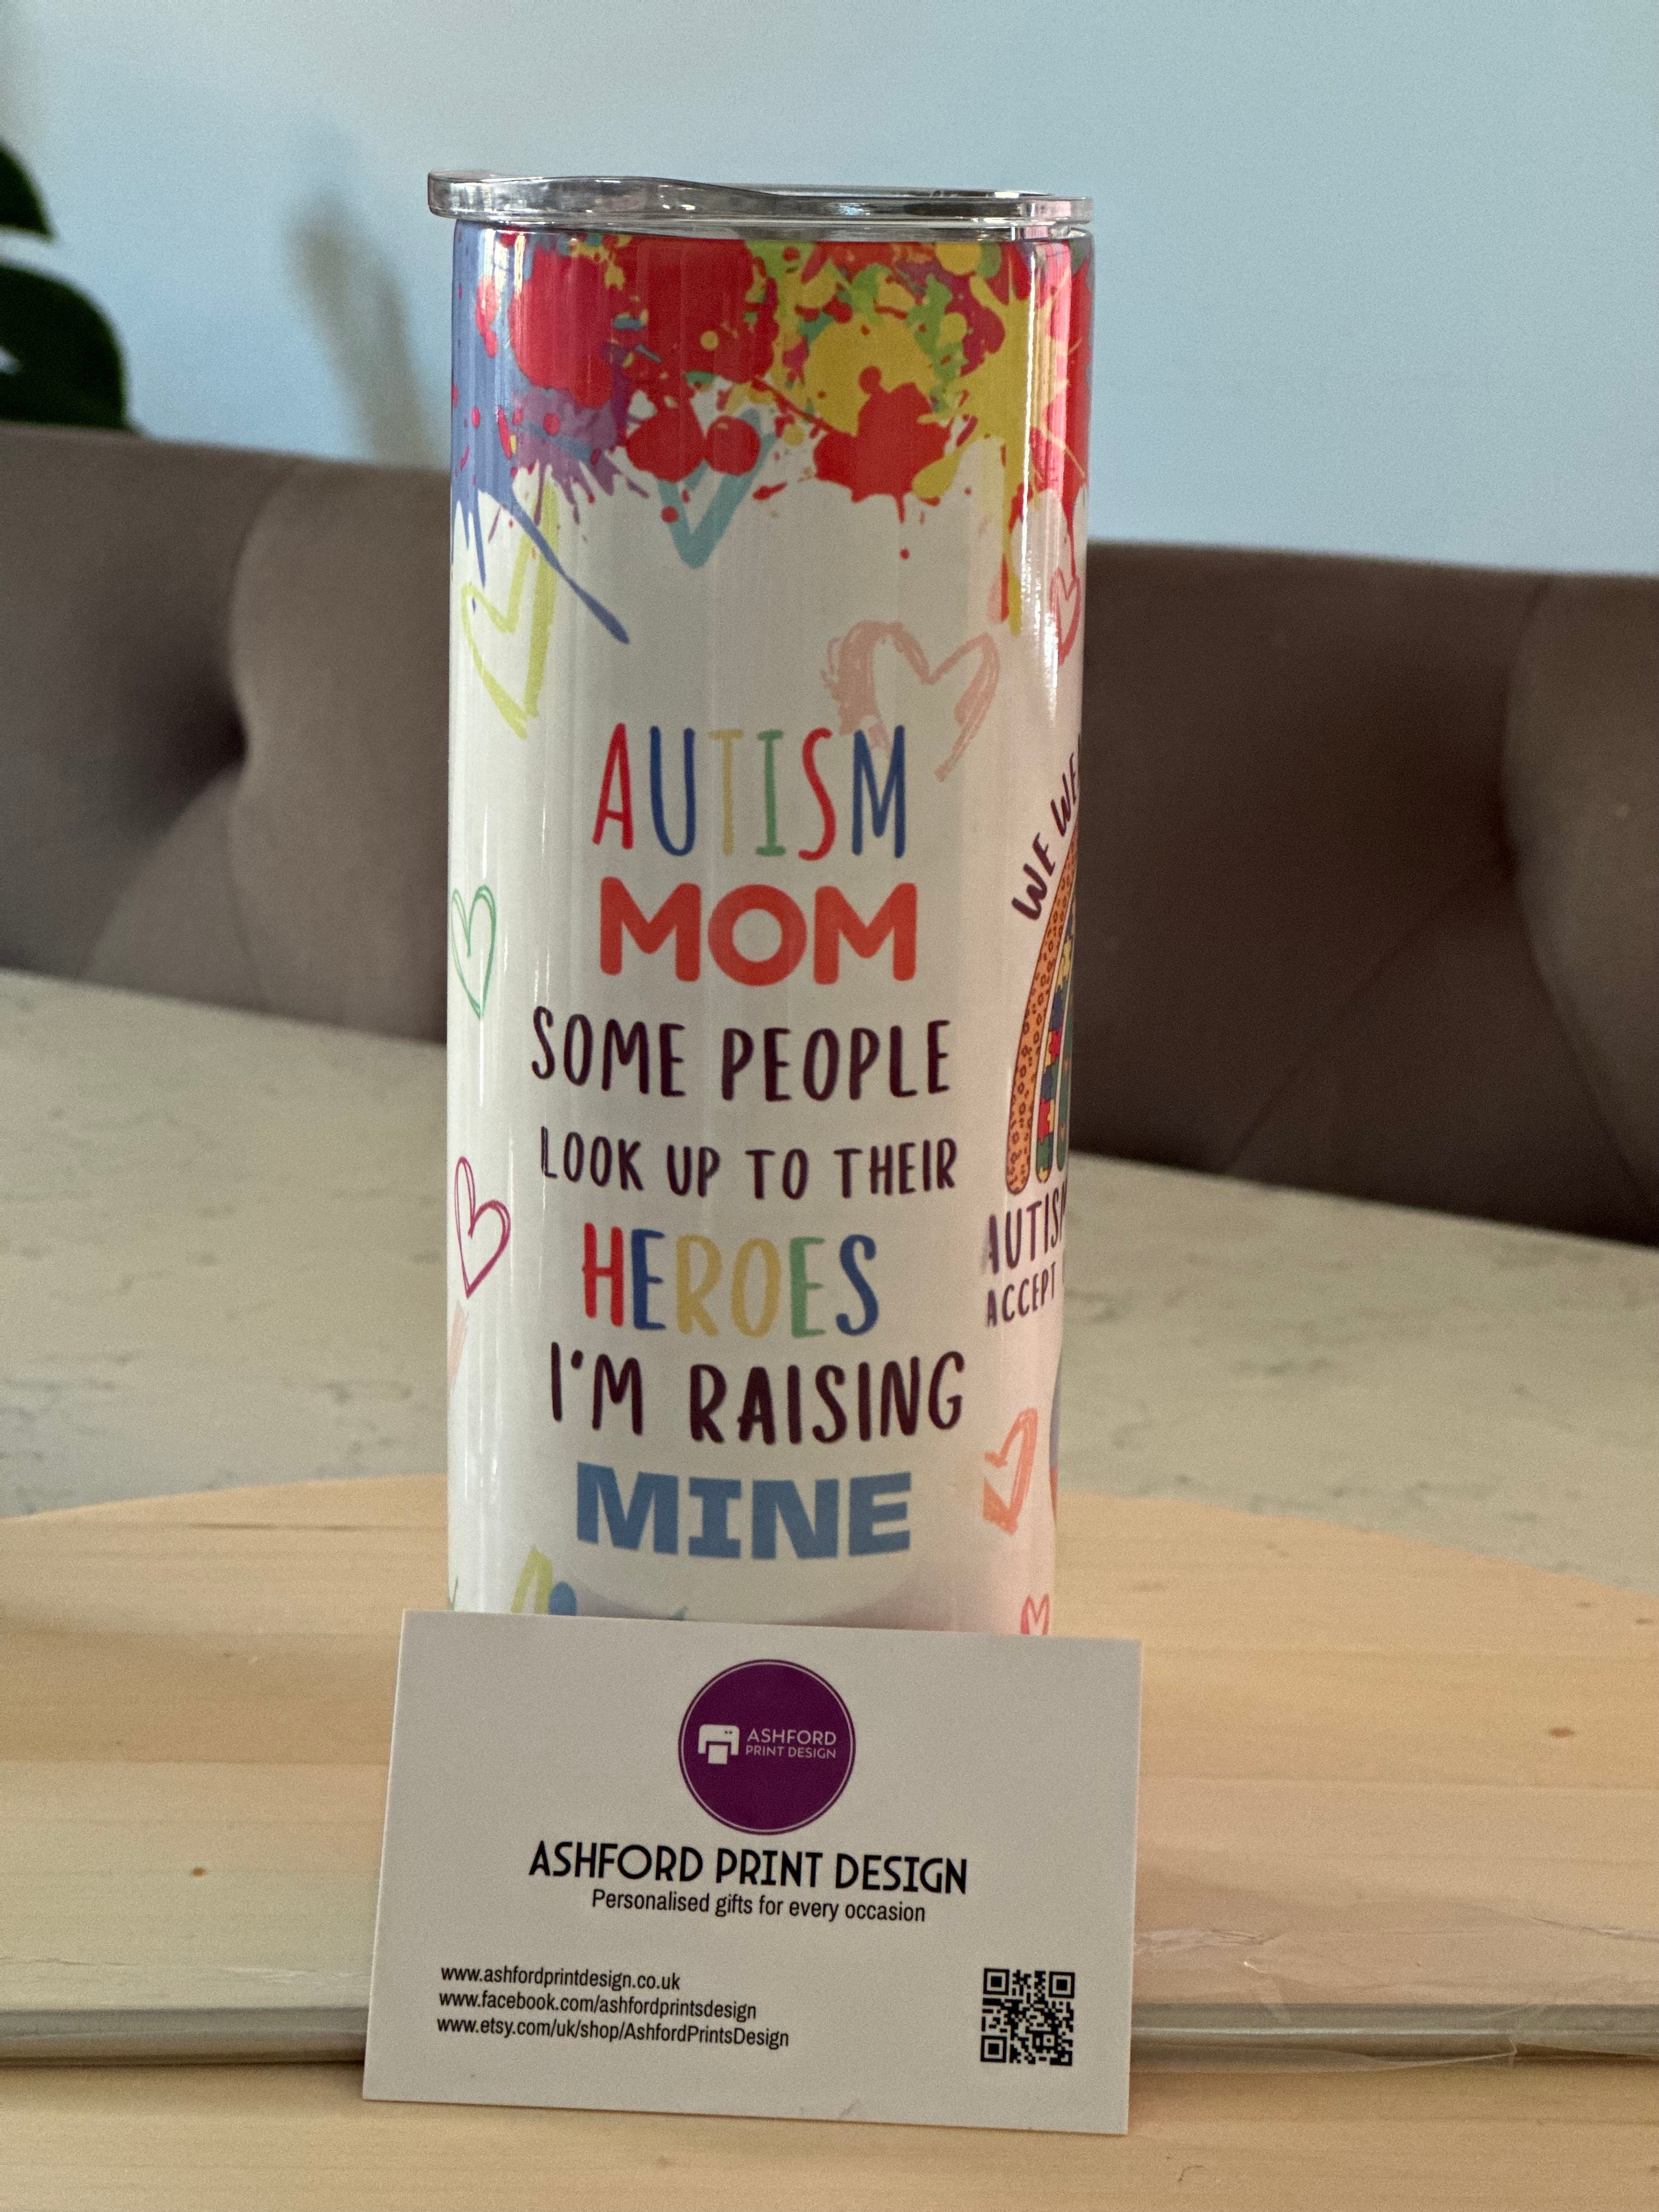 AUTISM
MOM
SOME PEOPLE
LOOK UP TO THEIR
HEROES
I'M RAISING
MINE
WE
AUTISM
ACCEPT
ASHFORD
PRINT DESIGN
ASHFORD PRINT DESIGN
Personalised gifts for every occasion
www.ashfordprintdesign.co.uk
www.facebook.com/ashfordprintsdesign
www.etsy.com/uk/shop/AshfordPrintsDesign